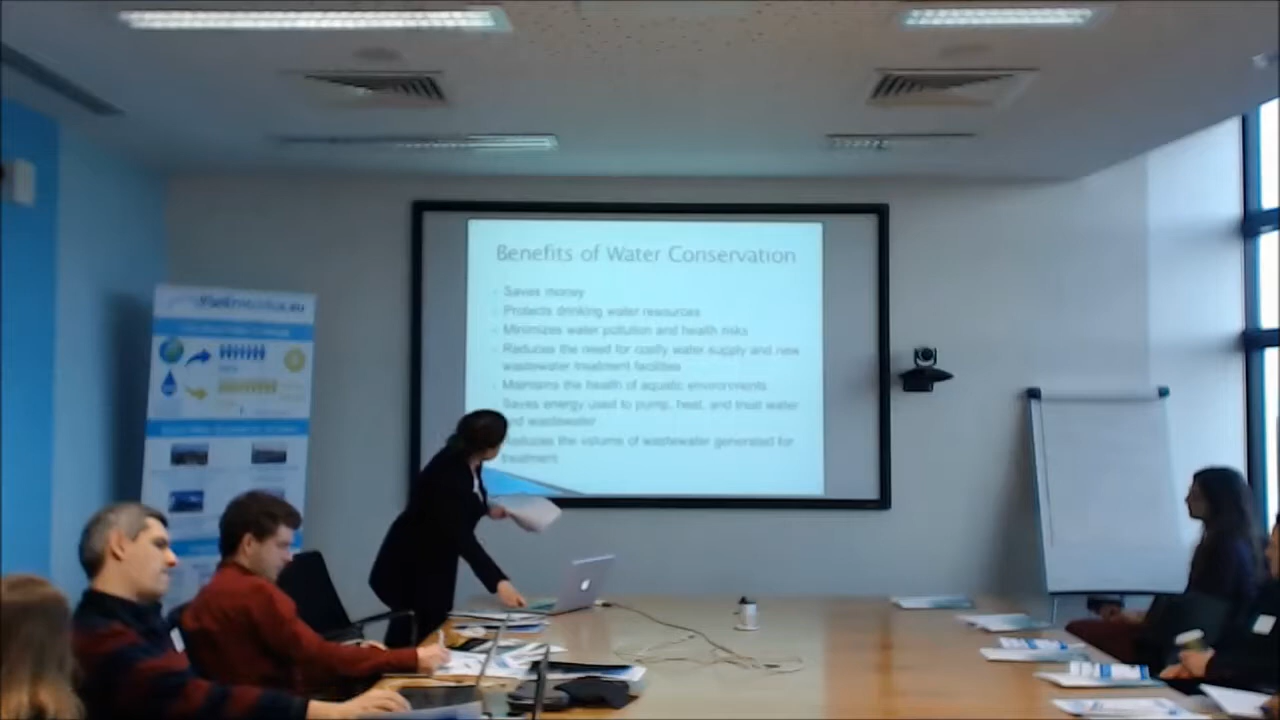 Benefits of Water Conservation
Saves money
Protects drinking water resources
Minimizes water pollution and health risks
Reduces the need for costly water supply and new
wastewater treatment facilities
Maintains the health of aquatic environments
Saves energy used to pump, heat, and treat water
and wastewater
Reduces the volume of wastewater generated for
treatment